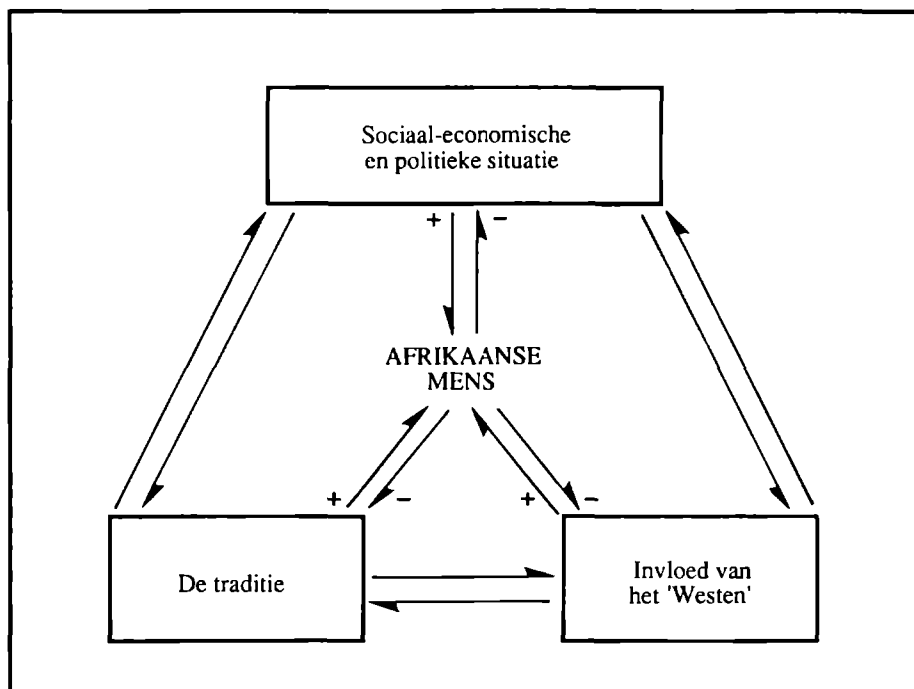 Sociaal-economische
en politieke situatie
+ −
AFRIKAANSE
MENS
+ − + −
De traditie
Invloed van
het 'Westen'